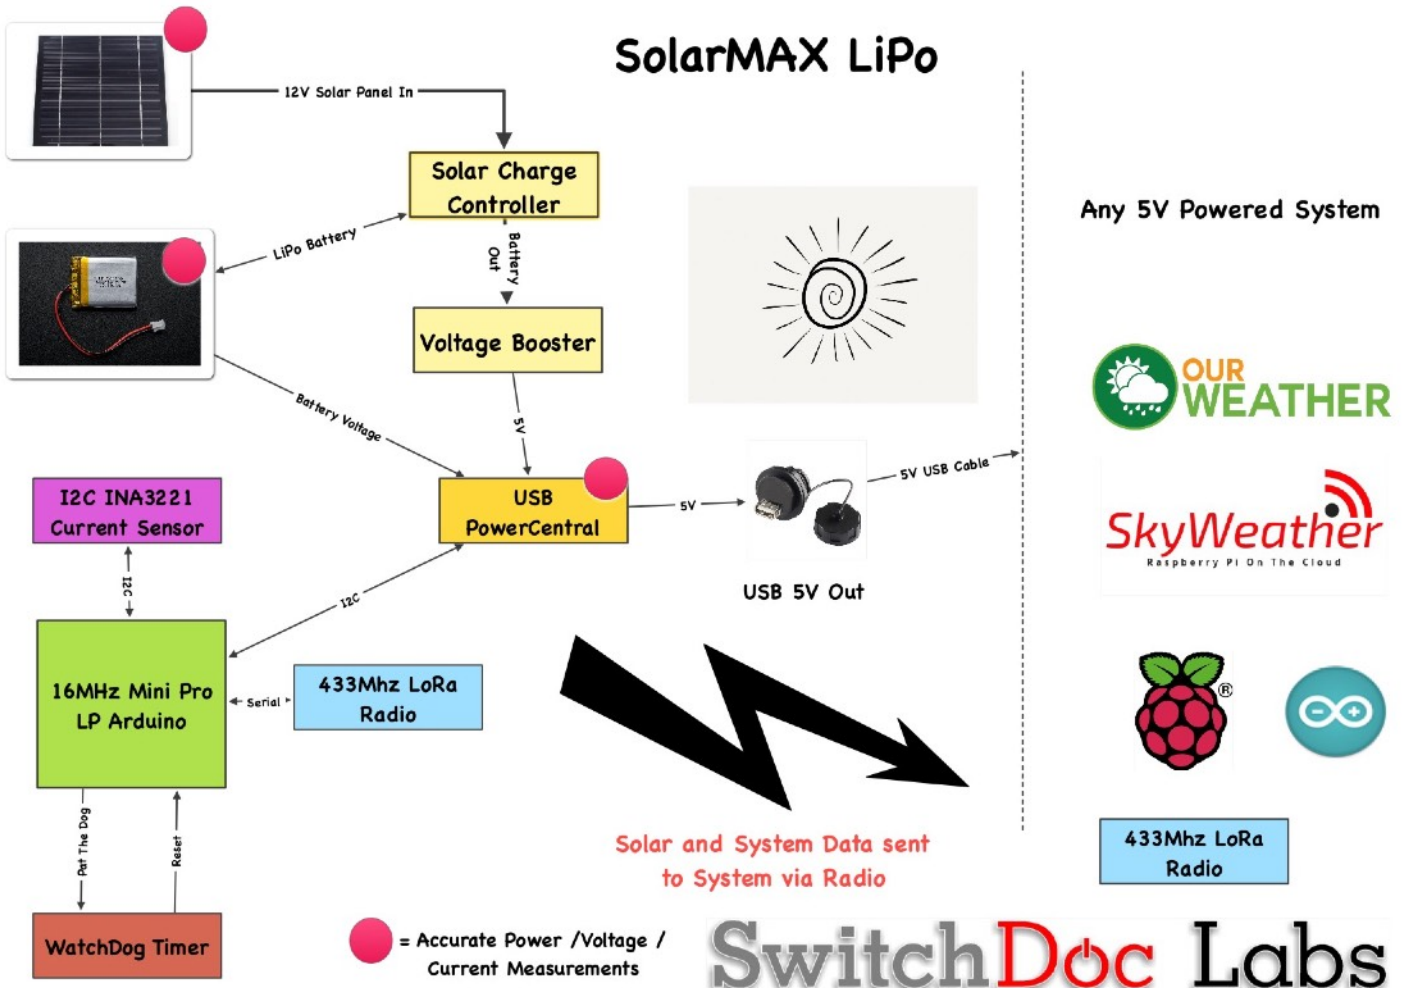 SolarMAX LiPo
12V Solar Panel In
Solar Charge
Controller
Any 5V Powered System
LiPo Battery
Battery
Out
Voltage Booster
OUR
WEATHER
Battery Voltage
5V
5V USB Cable
I2C INA3221
Current Sensor
USB
PowerCentral
5V
SkyWeather
Raspberry Pi On The Cloud
I2C
I2C
USB 5V Out
16MHz Mini Pro
LP Arduino
Serial
433Mhz LoRa
Radio
®
Pat The Dog
Reset
Solar and System Data sent
to System via Radio
433Mhz LoRa
Radio
WatchDog Timer
= Accurate Power /Voltage /
Current Measurements
SwitchDoc Labs